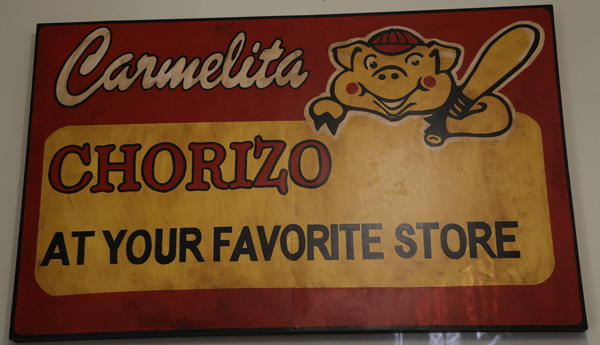 Carmelita
CHORIZO
AT YOUR FAVORITE STORE